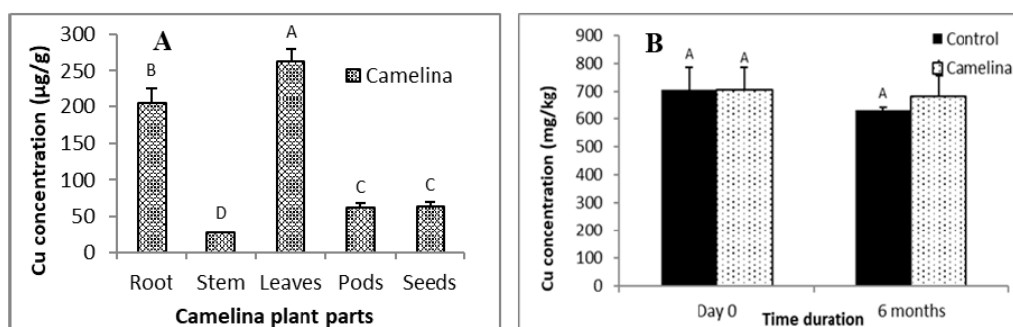 A
Cu concentration (µg/g)
300
250
200
150
100
50
0
B
D
A
C
C
Camelina
Root Stem Leaves Pods Seeds
Camelina plant parts
B
Cu concentration (mg/kg)
900
800
700
600
500
400
300
200
100
0
A
A
A
Control
Camelina
Day 0
6 months
Time duration